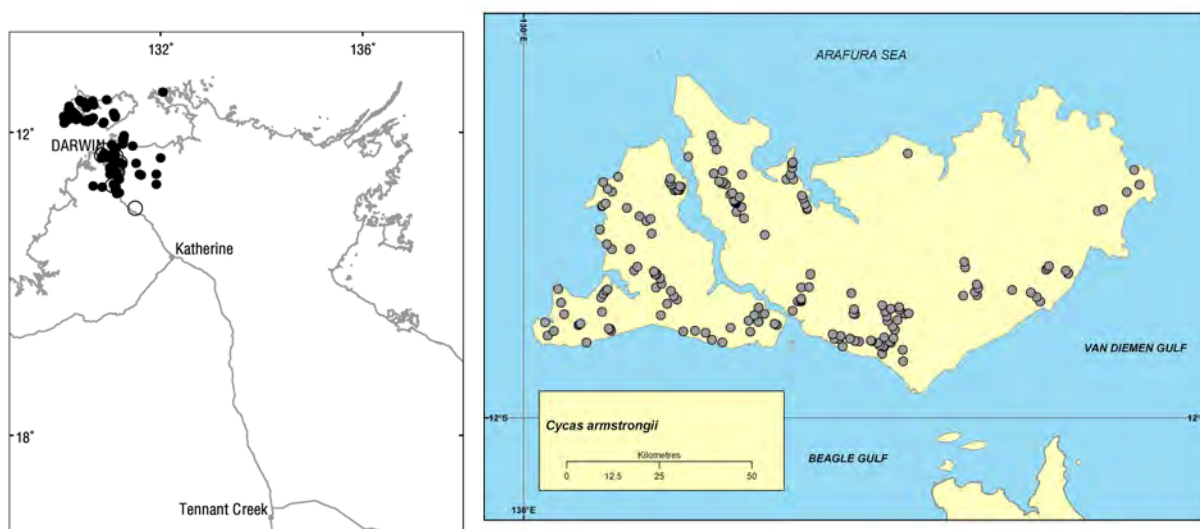 132°
136°
12°
DARWIN
Katherine
18°
Tennant Creek
130°E
ARAFURA SEA
VAN DIEMEN GULF
12°S
12°
Cycas armstrongii
Kilometres
0 12.5 25 50
BEAGLE GULF
130°E